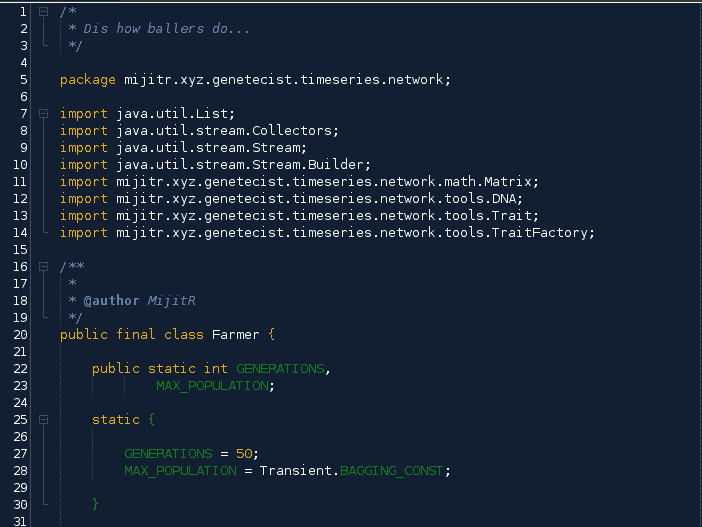 1 /*
2 * Dis how ballers do...
3 */
4
5 package mijitr.xyz.genetecist.timeseries.network;
6
7 import java.util.List;
8 import java.util.stream.Collectors;
9 import java.util.stream.Stream;
10 import java.util.stream.Stream.Builder;
11 import mijitr.xyz.genetecist.timeseries.network.math.Matrix;
12 import mijitr.xyz.genetecist.timeseries.network.tools.DNA;
13 import mijitr.xyz.genetecist.timeseries.network.tools.Trait;
14 import mijitr.xyz.genetecist.timeseries.network.tools.TraitFactory;
15
16 /**
17 *
18 * @author MijitR
19 */
20 public final class Farmer {
21
22 public static int GENERATIONS,
23 MAX_POPULATION;
24
25 static {
26
27 GENERATIONS = 50;
28 MAX_POPULATION = Transient.BAGGING_CONST;
29
30 }
31